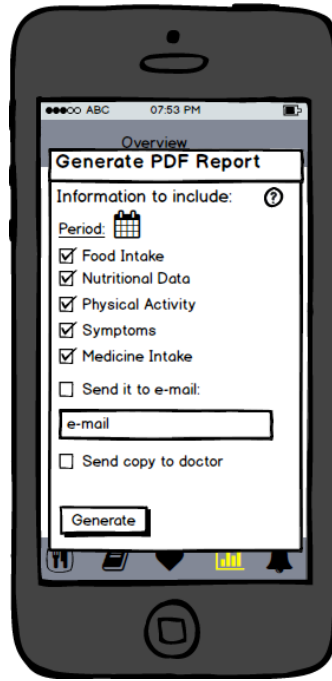 ABC 07:53 PM
Overview
Generate PDF Report
Information to include: ?
Period:
Food Intake
Nutritional Data
Physical Activity
Symptoms
Medicine Intake
Send it to e-mail:
e-mail
Send copy to doctor
Generate